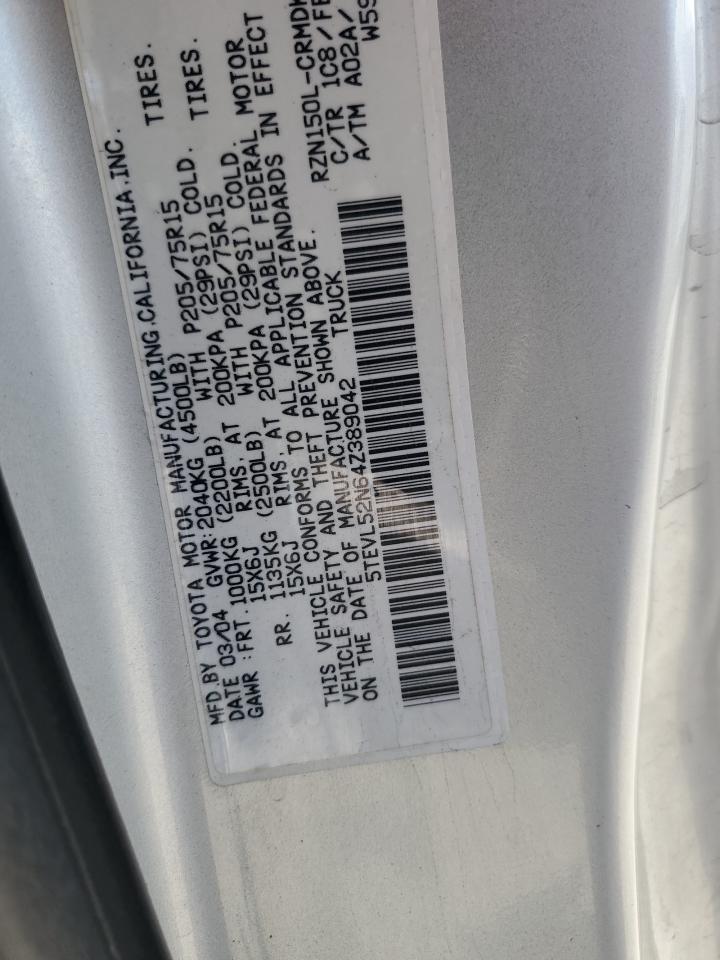 MFD.BY TOYOTA MOTOR MANUFACTURING.CALIFORNIA.INC.
DATE 03/04 GVWR:2040KG (4500LB)
GAWR :FRT.1000KG (2200LB) WITH P205/75R15 TIRES.
15X6J RIMS, AT 200KPA (29PSI) COLD.
RR. 1135KG (2500LB) WITH P205/75R15 TIRES.
15X6J RIMS, AT 200KPA (29PSI) COLD.
THIS VEHICLE CONFORMS TO ALL APPLICABLE FEDERAL MOTOR
VEHICLE SAFETY AND THEFT PREVENTION STANDARDS IN EFFECT
ON THE DATE OF MANUFACTURE SHOWN ABOVE.
5TEVL52N64Z389042 TRUCK
RZN150L-CRMDK
C/TR 1C8/FE
A/TM A02A/
W59